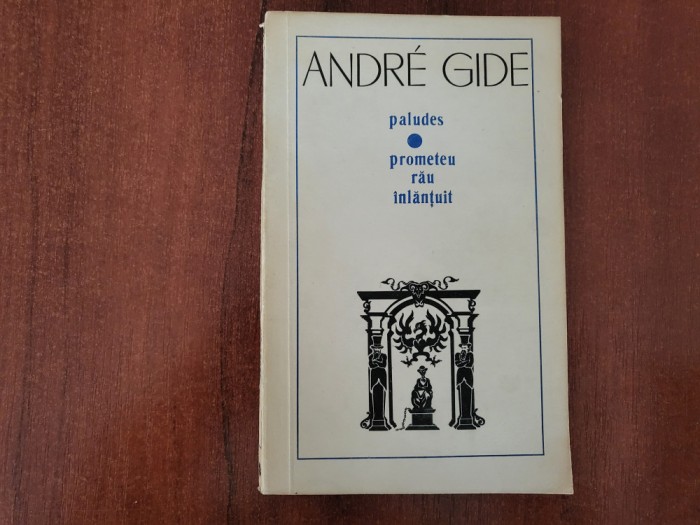 ANDRÉ GIDE
paludes
prometeu
rău
înlănțuit